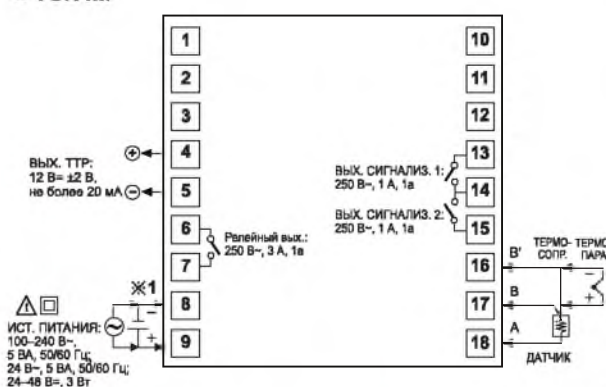 1
2
3
4
5
6
7
8
9
10
11
12
13
14
15
16
17
18
ВЫХ. ТТР:
12 В= ±2 В,
не более 20 мА
Релейный вых.:
250 В~, 3 А, 1а
※1
ИСТ. ПИТАНИЯ:
100–240 В~,
5 ВА, 50/60 Гц;
24 В~, 5 ВА, 50/60 Гц;
24–48 В=, 3 Вт
ВЫХ. СИГНАЛИЗ. 1:
250 В~, 1 А, 1а
ВЫХ. СИГНАЛИЗ. 2:
250 В~, 1 А, 1а
B'
B
A
ТЕРМО-
СОПР.
ТЕРМО
ПАРА
ДАТЧИК